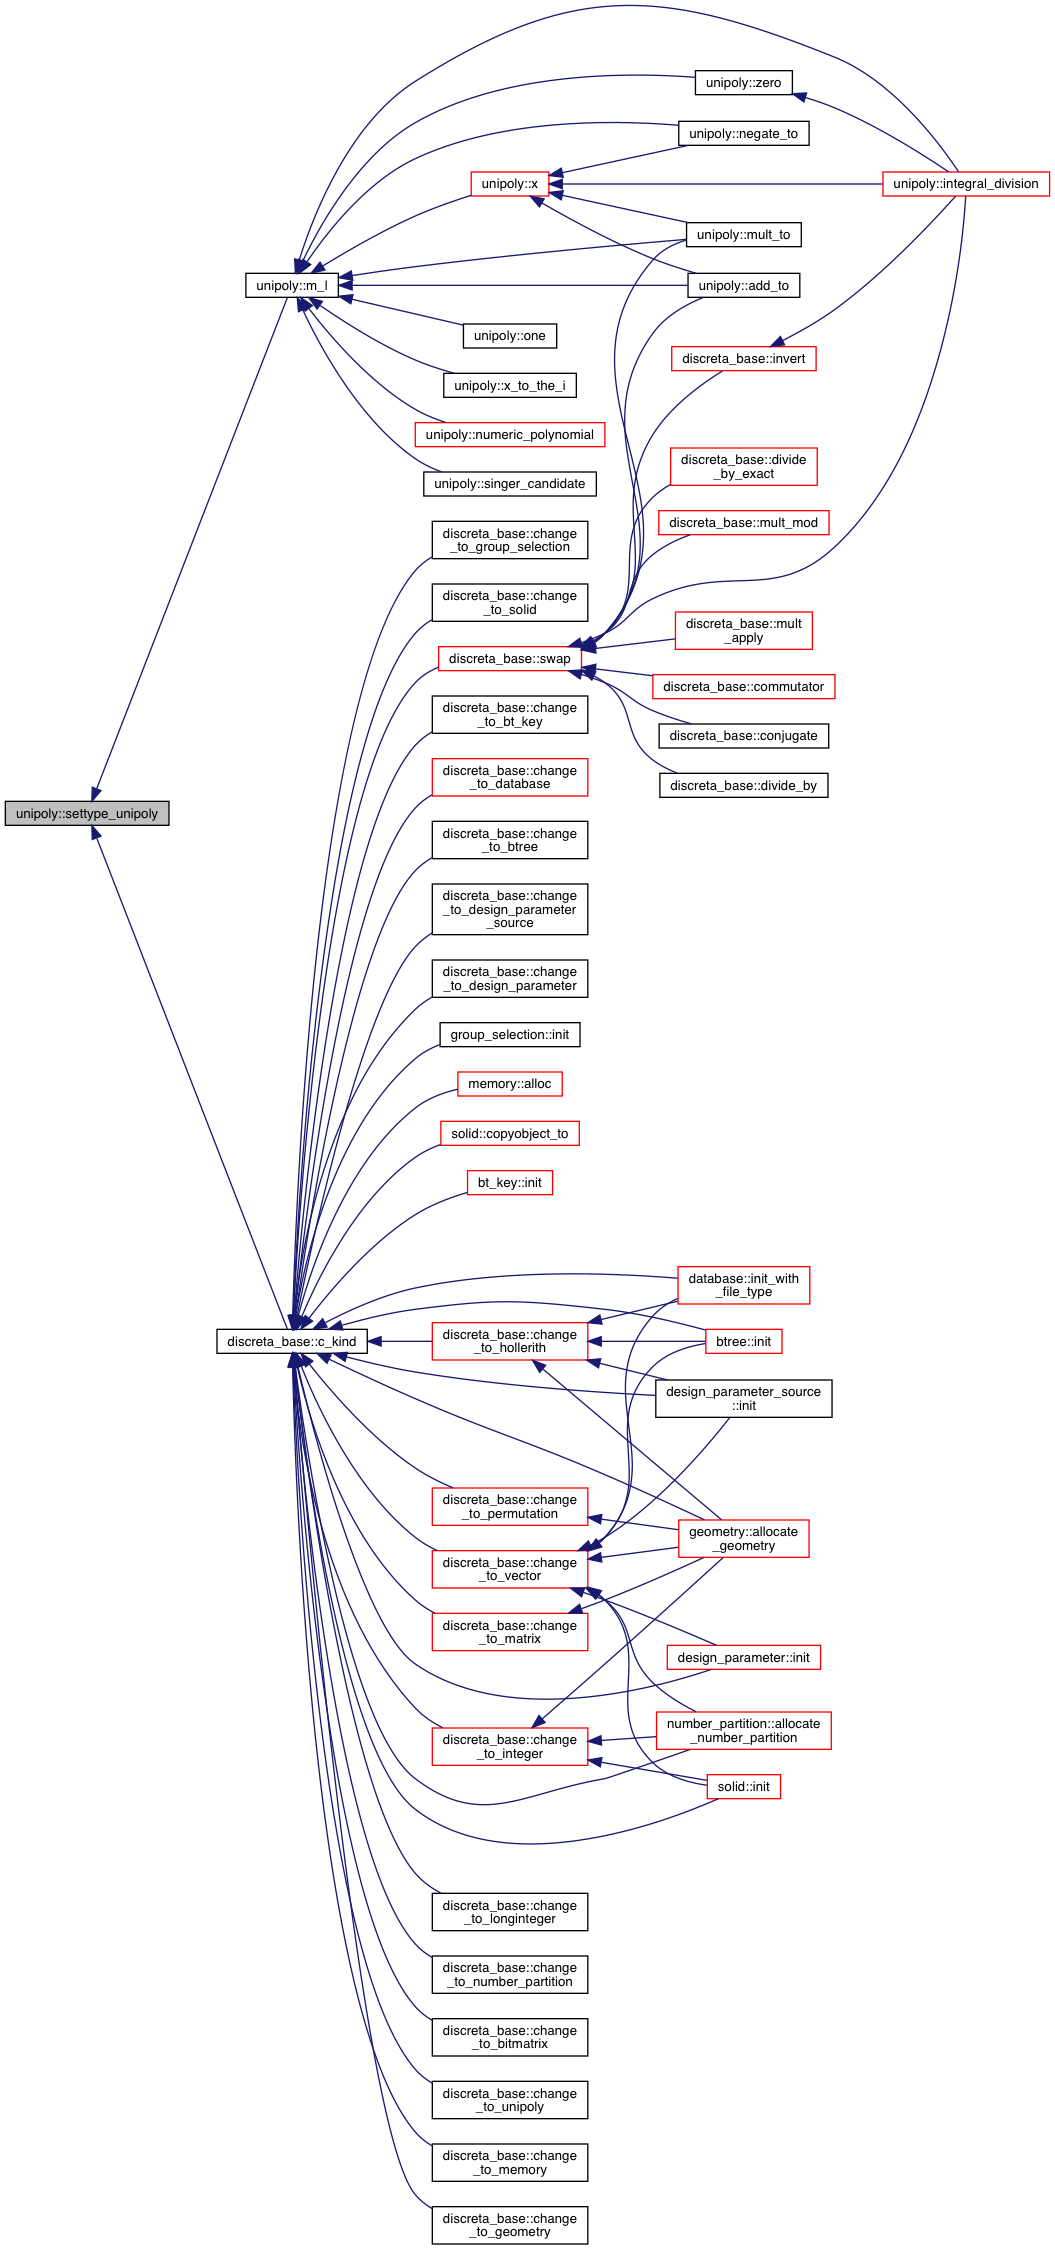 unipoly::zero
unipoly::negate_to
unipoly::x
unipoly::integral_division
unipoly::mult_to
unipoly::m_l
unipoly::add_to
unipoly::one
discreta_base::invert
unipoly::x_to_the_i
unipoly::numeric_polynomial
discreta_base::divide
_by_exact
unipoly::singer_candidate
discreta_base::mult_mod
discreta_base::change
_to_group_selection
discreta_base::change
_to_solid
discreta_base::mult
_apply
discreta_base::swap
discreta_base::commutator
discreta_base::change
_to_bt_key
discreta_base::conjugate
discreta_base::change
_to_database
discreta_base::divide_by
unipoly::settype_unipoly
discreta_base::change
_to_btree
discreta_base::change
_to_design_parameter
_source
discreta_base::change
_to_design_parameter
group_selection::init
memory::alloc
solid::copyobject_to
bt_key::init
database::init_with
_file_type
discreta_base::c_kind
discreta_base::change
_to_hollerith
btree::init
design_parameter_source
::init
discreta_base::change
_to_permutation
geometry::allocate
_geometry
discreta_base::change
_to_vector
discreta_base::change
_to_matrix
design_parameter::init
number_partition::allocate
_number_partition
discreta_base::change
_to_integer
solid::init
discreta_base::change
_to_longinteger
discreta_base::change
_to_number_partition
discreta_base::change
_to_bitmatrix
discreta_base::change
_to_unipoly
discreta_base::change
_to_memory
discreta_base::change
_to_geometry